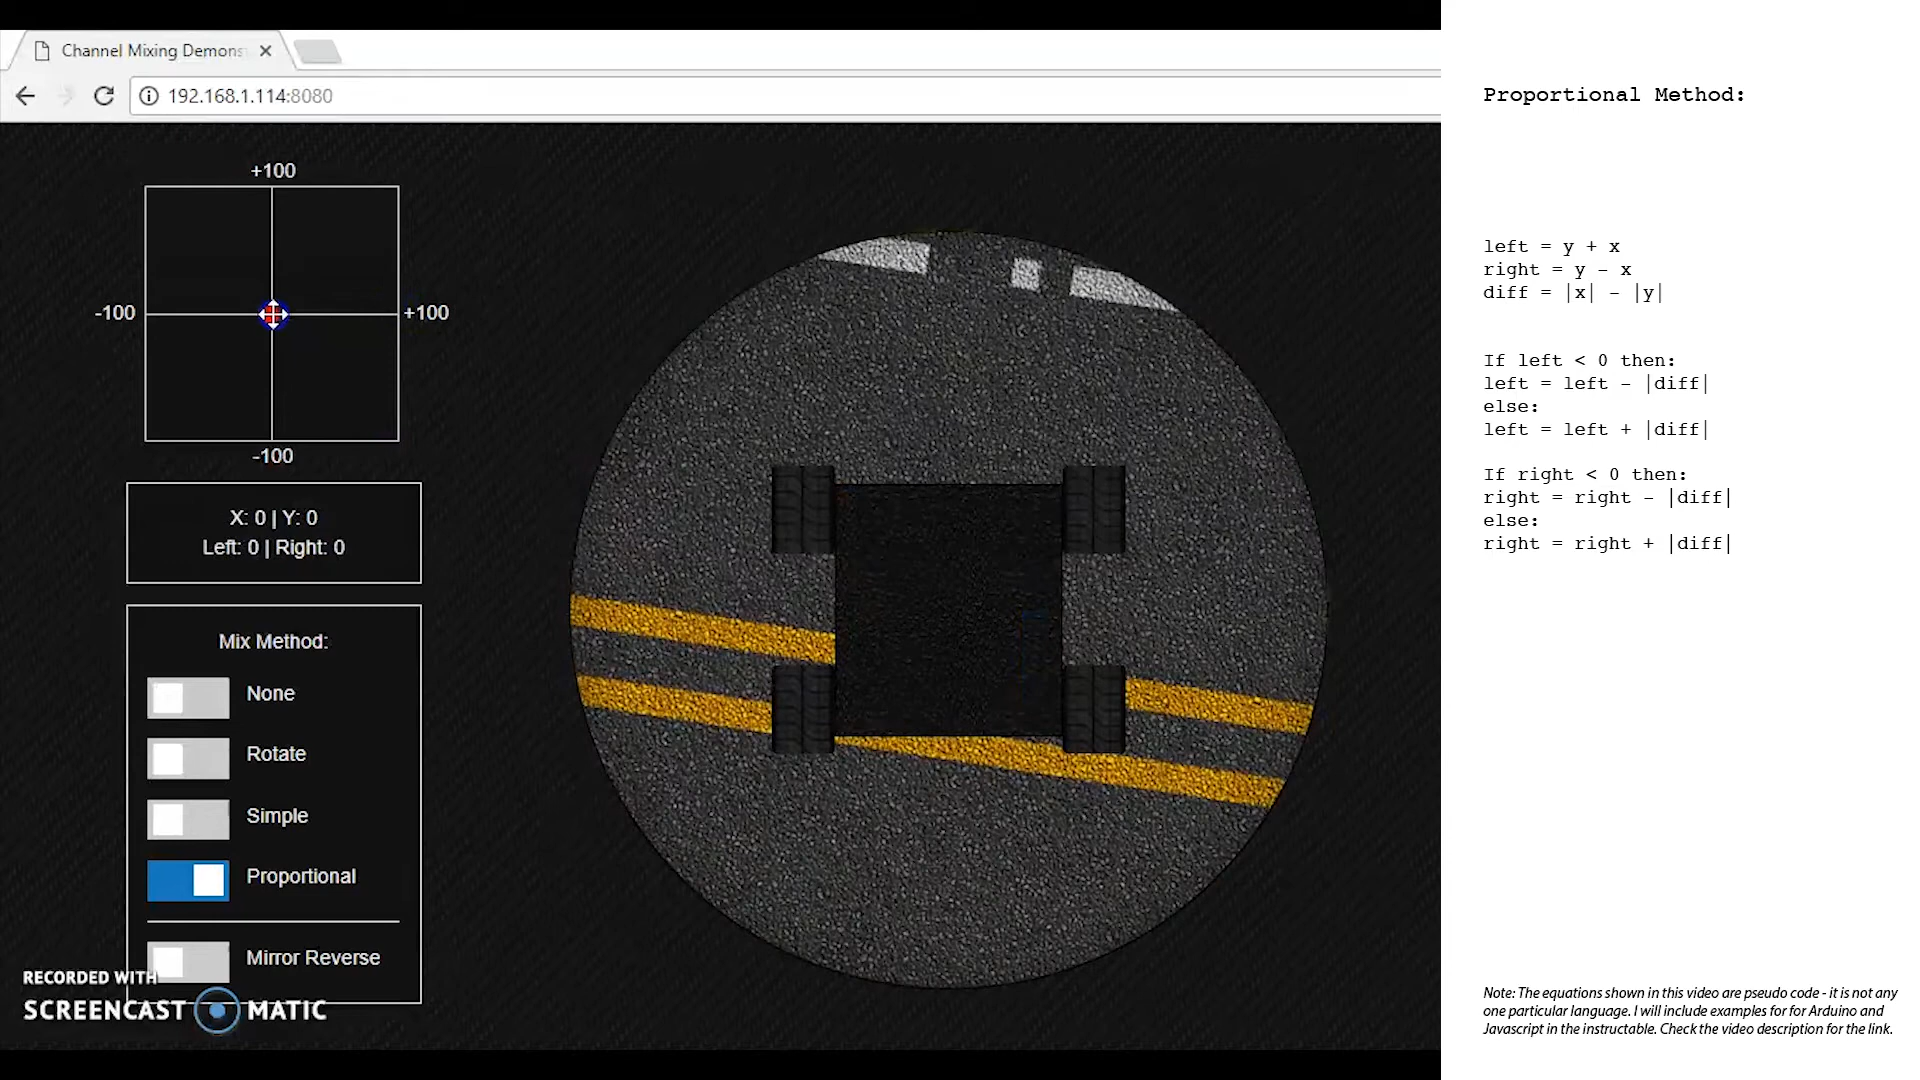 Channel Mixing Demons
192.168.1.114:8080
+100
-100
+100
-100
X: 0 | Y: 0
Left: 0 | Right: 0
Mix Method:
None
Rotate
Simple
Proportional
Mirror Reverse
RECORDED WITH
SCREENCAST MATIC
Proportional Method:
left = y + x
right = y - x
diff = |x| - |y|
If left < 0 then:
left = left - |diff|
else:
left = left + |diff|
If right < 0 then:
right = right - |diff|
else:
right = right + |diff|
Note: The equations shown in this video are pseudo code - it is not any
one particular language. I will include examples for for Arduino and
Javascript in the instructable. Check the video description for the link.